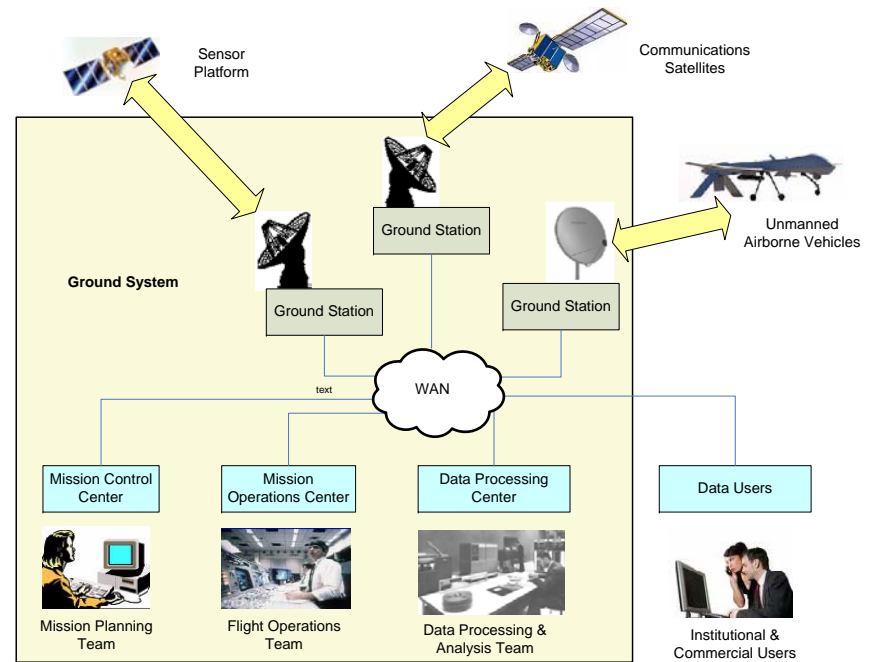 Sensor
Platform
Communications
Satellites
Ground Station
Unmanned
Airborne Vehicles
Ground System
Ground Station
Ground Station
text
WAN
Mission Control
Center
Mission
Operations Center
Data Processing
Center
Data Users
Mission Planning
Team
Flight Operations
Team
Data Processing &
Analysis Team
Institutional &
Commercial Users